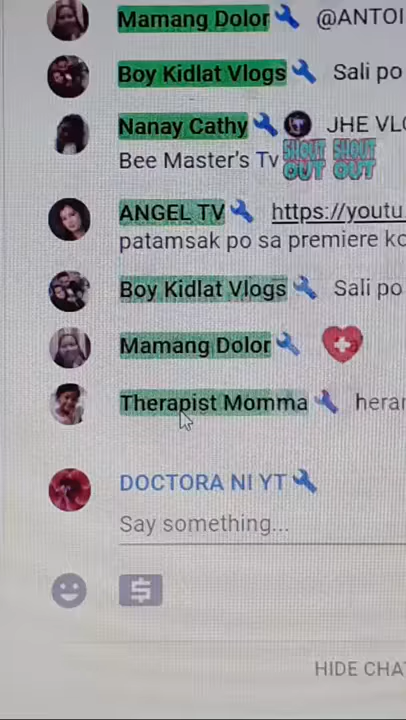 Mamang Dolor @ANTOI
Boy Kidlat Vlogs Sali po
Nanay Cathy JHE VLO
Bee Master's Tv SHOUT OUT SHOUT OUT
ANGEL TV https://youtu
patamsak po sa premiere ko
Boy Kidlat Vlogs Sali po
Mamang Dolor
Therapist Momma heran
DOCTORA NI YT
Say something...
$
HIDE CHA